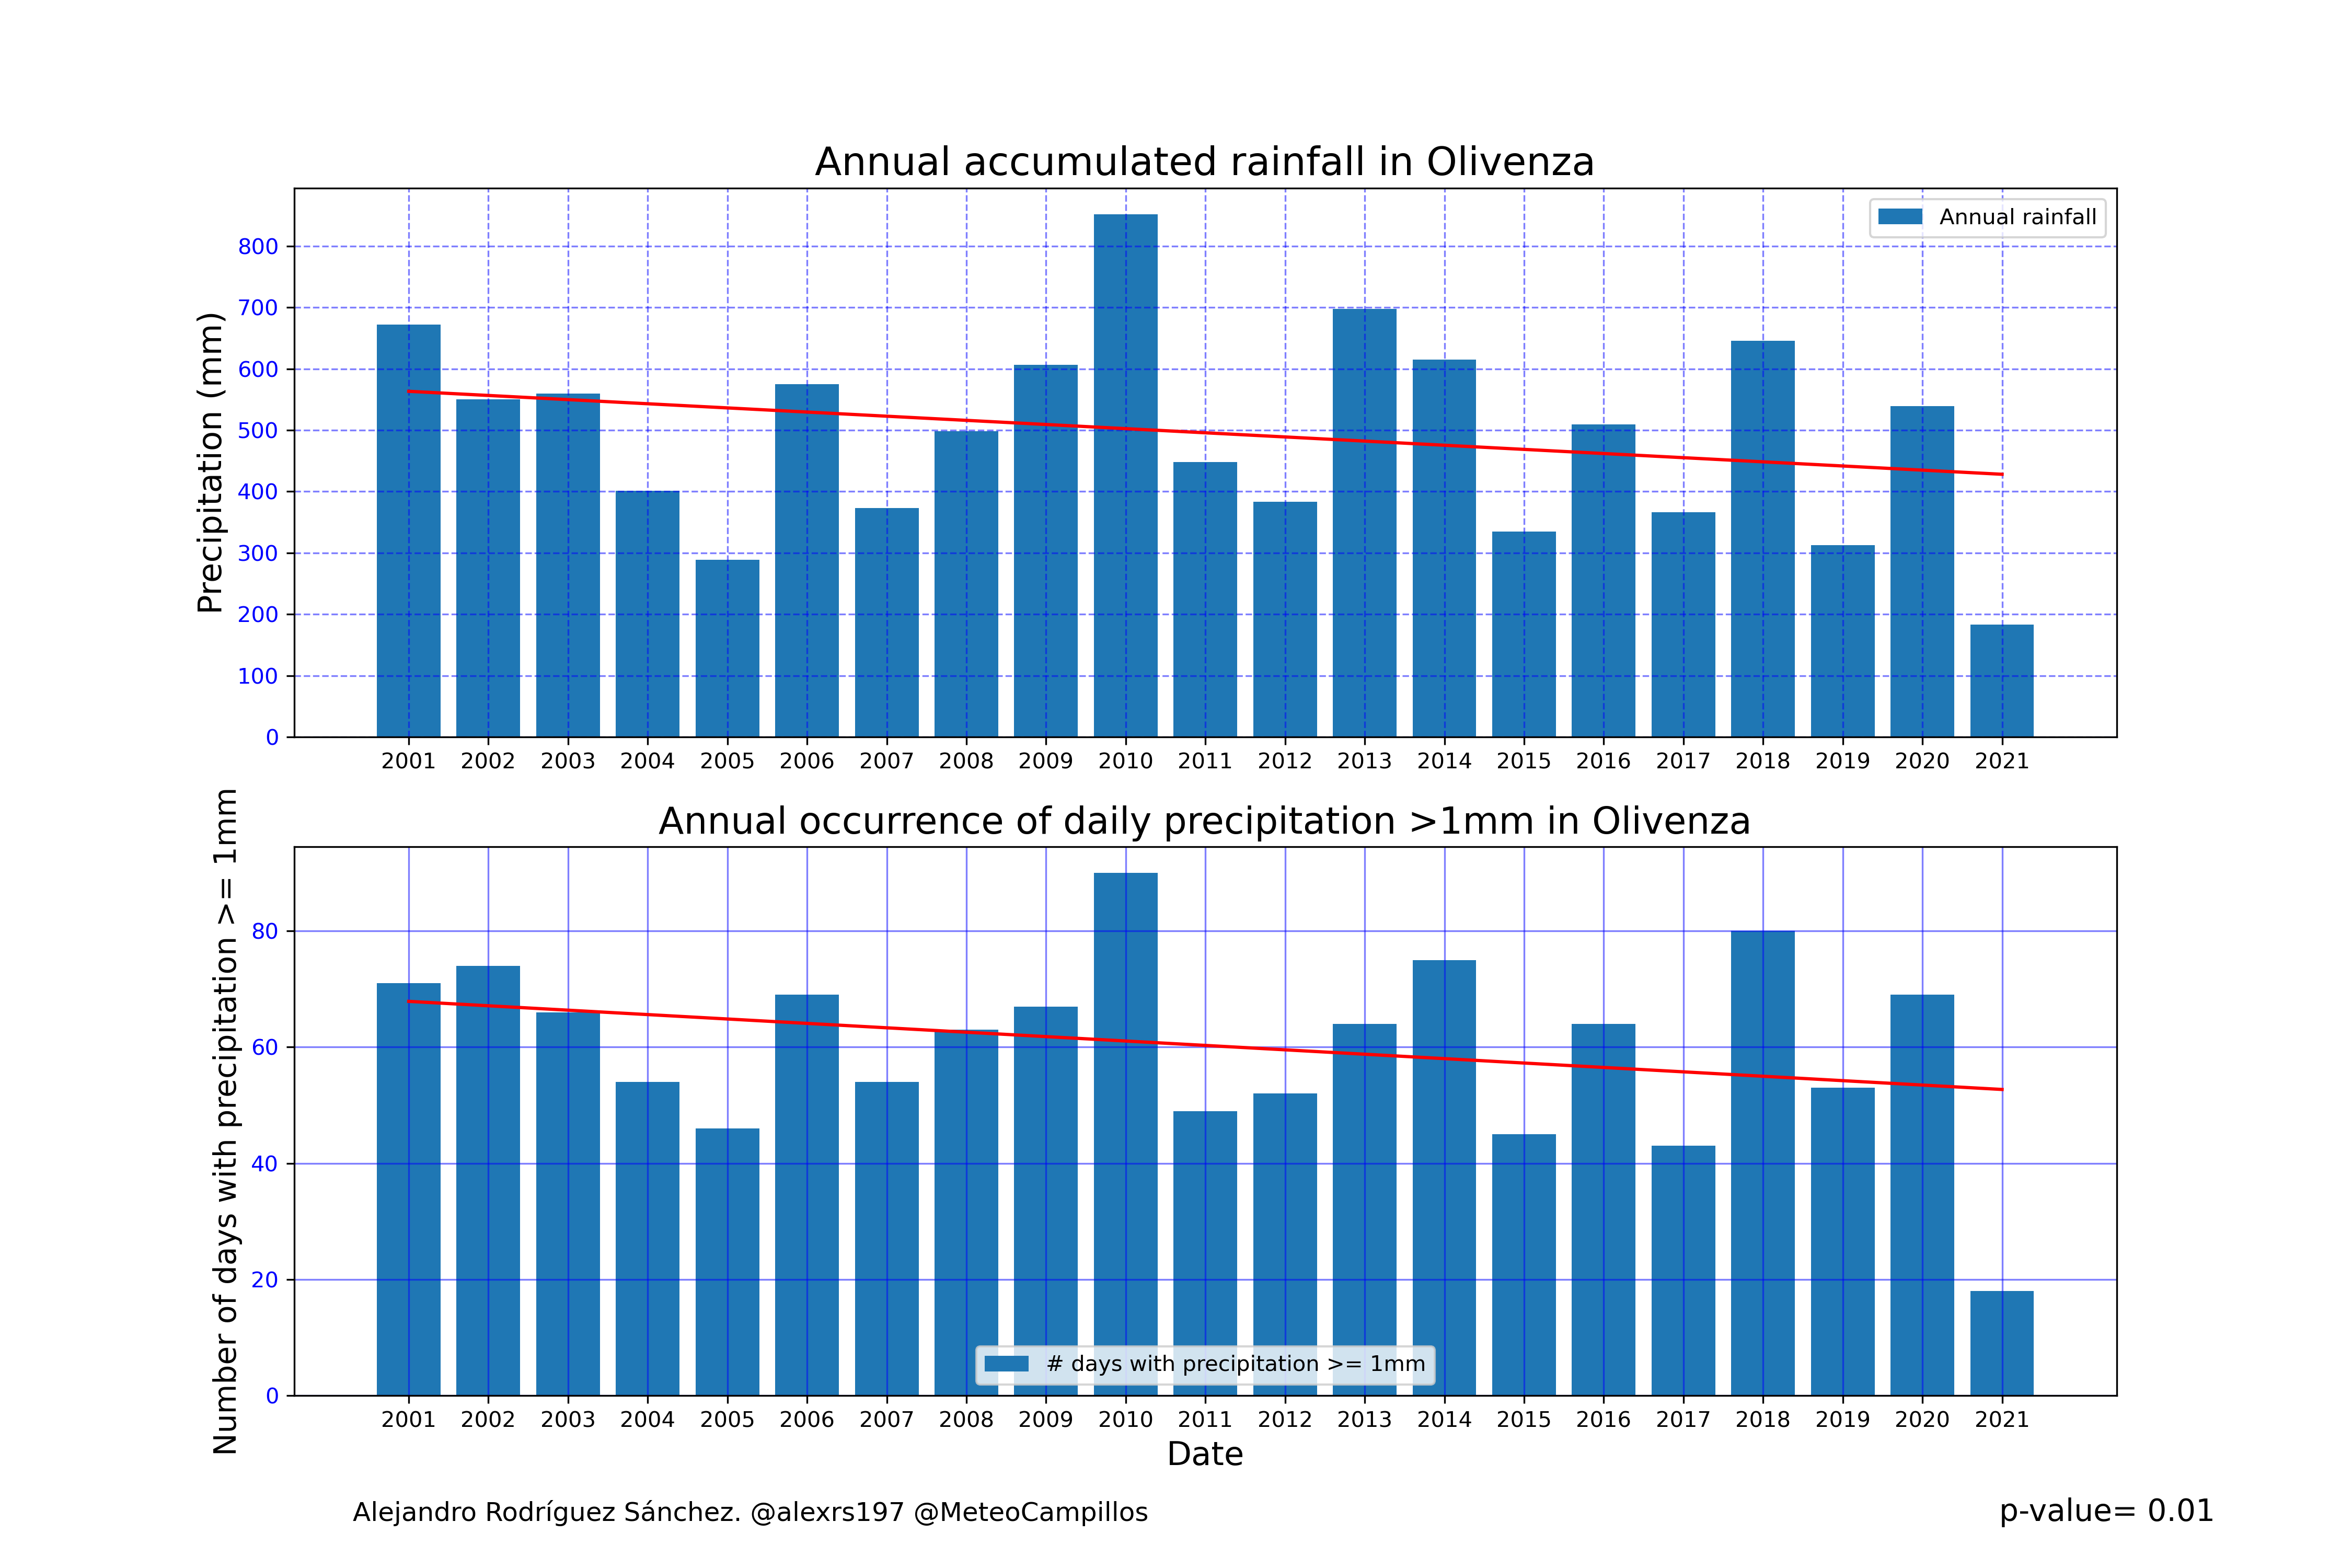 Annual accumulated rainfall in Olivenza
Annual rainfall
Precipitation (mm)
800
700
600
500
400
300
200
100
0
2001 2002 2003 2004 2005 2006 2007 2008 2009 2010 2011 2012 2013 2014 2015 2016 2017 2018 2019 2020 2021
Annual occurrence of daily precipitation >1mm in Olivenza
Number of days with precipitation >= 1mm
80
60
40
20
0
# days with precipitation >= 1mm
2001 2002 2003 2004 2005 2006 2007 2008 2009 2010 2011 2012 2013 2014 2015 2016 2017 2018 2019 2020 2021
Date
Alejandro Rodríguez Sánchez. @alexrs197 @MeteoCampillos
p-value= 0.01